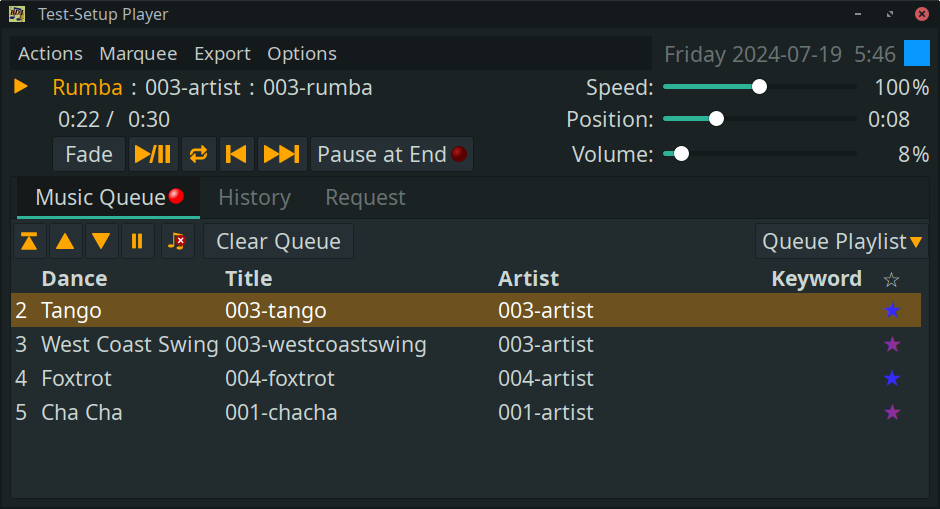 Test-Setup Player
Actions Marquee Export Options
Friday 2024-07-19 5:46
Rumba : 003-artist : 003-rumba
Speed: 100%
0:22 / 0:30
Position: 0:08
Fade Pause at End
Volume: 8%
Music Queue History Request
Clear Queue Queue Playlist
Dance Title Artist Keyword ☆
2 Tango 003-tango 003-artist ★
3 West Coast Swing 003-westcoastswing 003-artist ★
4 Foxtrot 004-foxtrot 004-artist ★
5 Cha Cha 001-chacha 001-artist ★